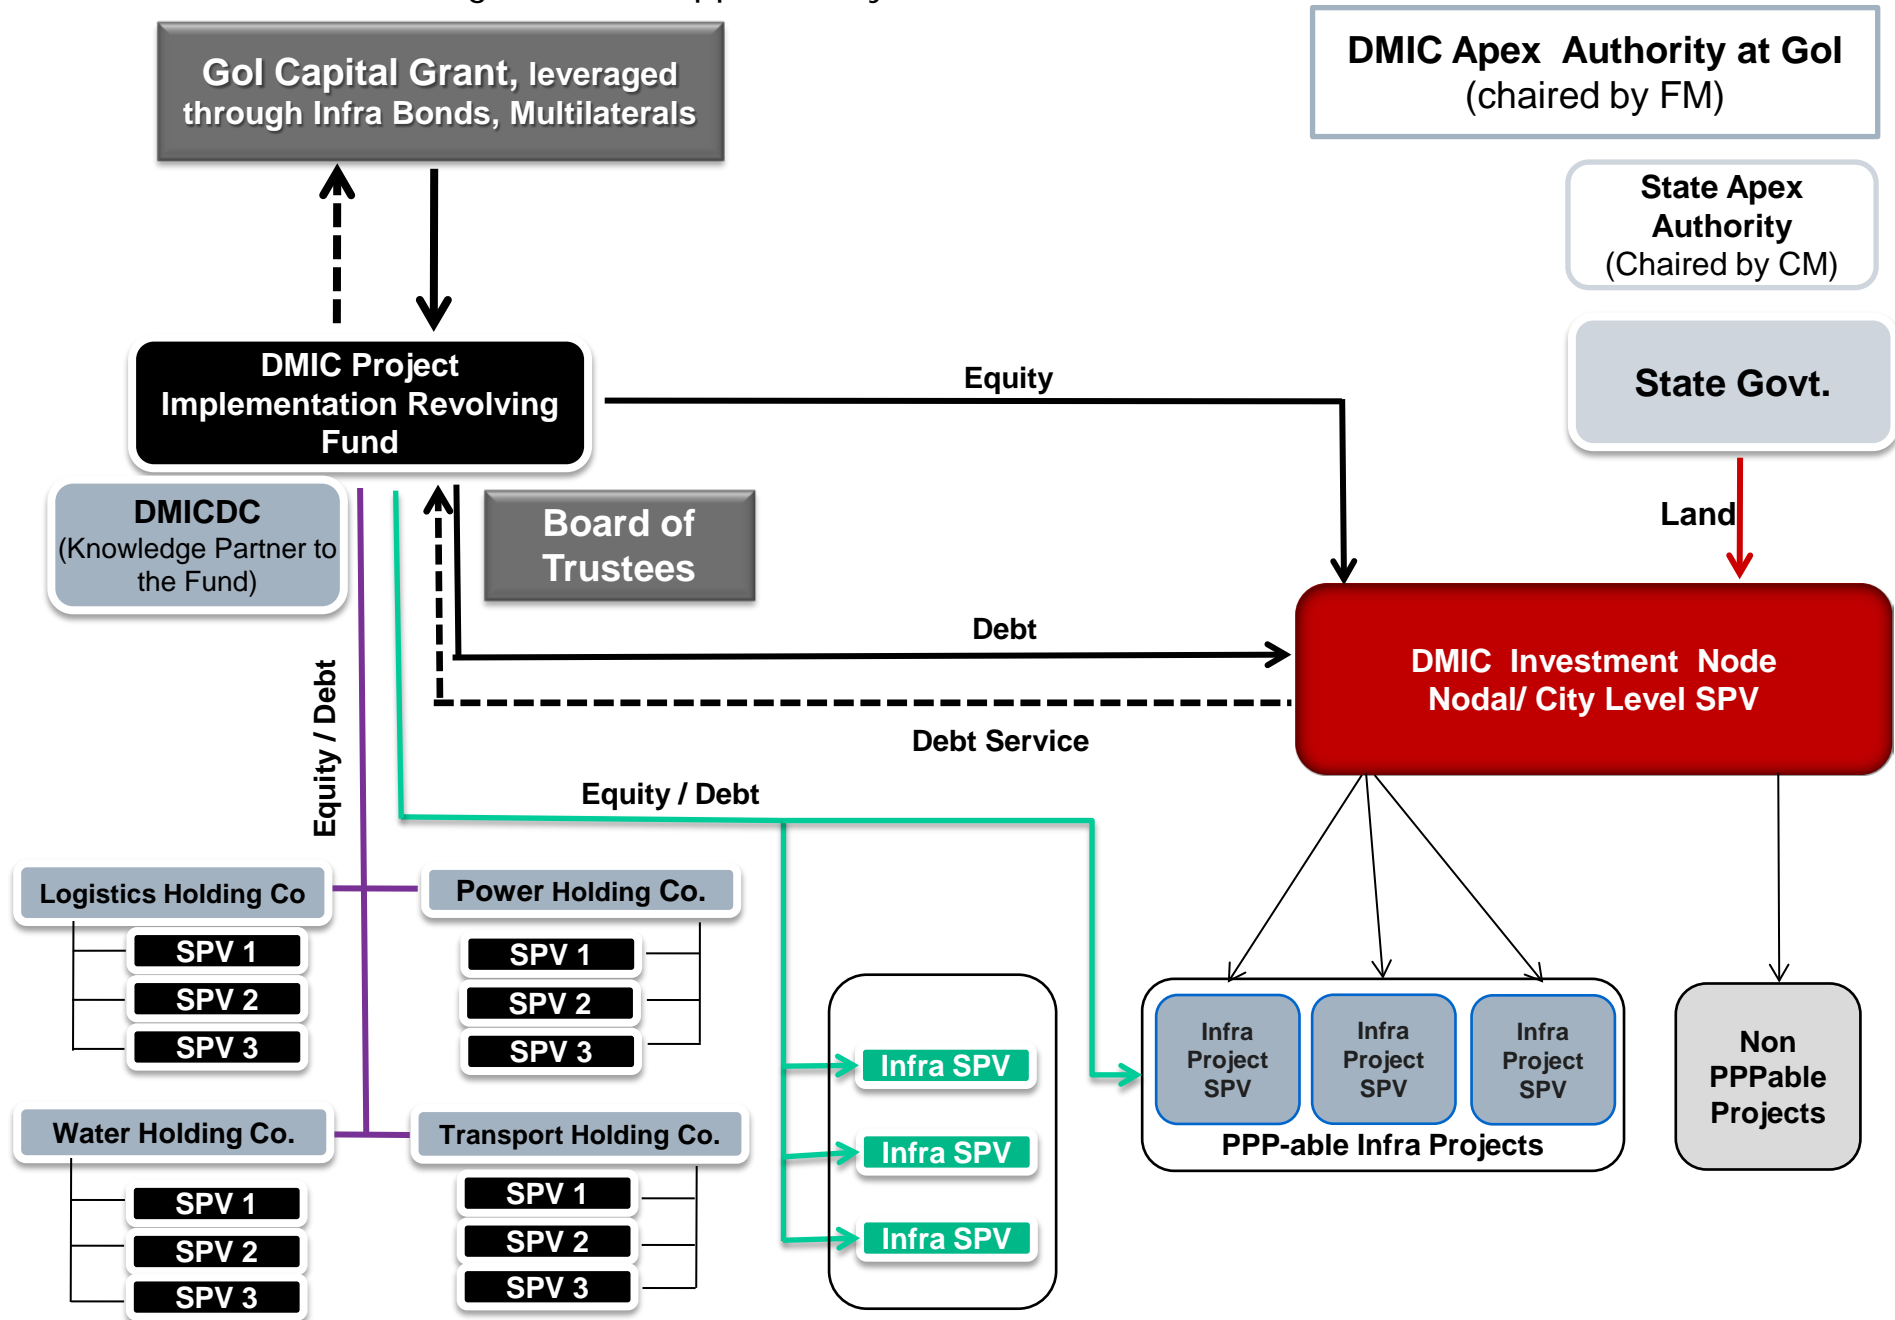 GoI Capital Grant, leveraged
through Infra Bonds, Multilaterals
DMIC Apex Authority at GoI
(chaired by FM)
State Apex
Authority
(Chaired by CM)
State Govt.
DMIC Project
Implementation Revolving
Fund
Equity
DMICDC
(Knowledge Partner to
the Fund)
Board of
Trustees
Land
Debt
DMIC Investment Node
Nodal/ City Level SPV
Debt Service
Equity / Debt
Equity / Debt
Logistics Holding Co
SPV 1
SPV 2
SPV 3
Power Holding Co.
SPV 1
SPV 2
SPV 3
Water Holding Co.
SPV 1
SPV 2
SPV 3
Transport Holding Co.
SPV 1
SPV 2
SPV 3
Infra SPV
Infra SPV
Infra SPV
Infra
Project
SPV
Infra
Project
SPV
Infra
Project
SPV
PPP-able Infra Projects
Non
PPPable
Projects